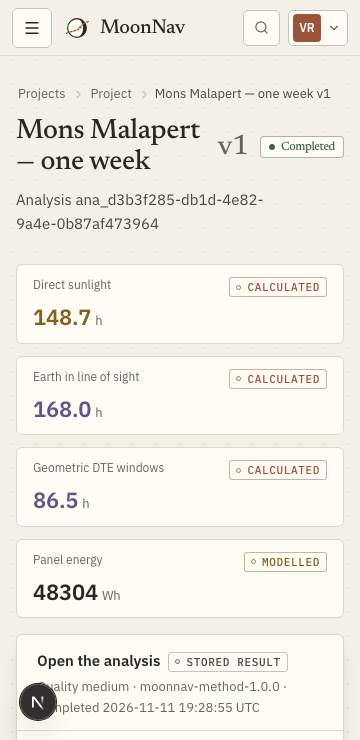 MoonNav
VR
Projects
Project
Mons Malapert — one week v1
Mons Malapert
— one week
v1
Completed
Analysis ana_d3b3f285-db1d-4e82-
9a4e-0b87af473964
Direct sunlight
CALCULATED
148.7 h
Earth in line of sight
CALCULATED
168.0 h
Geometric DTE windows
CALCULATED
86.5 h
Panel energy
MODELLED
48304 Wh
Open the analysis
STORED RESULT
medium · moonnav-method-1.0.0 ·
2026-11-11 19:28:55 UTC
N